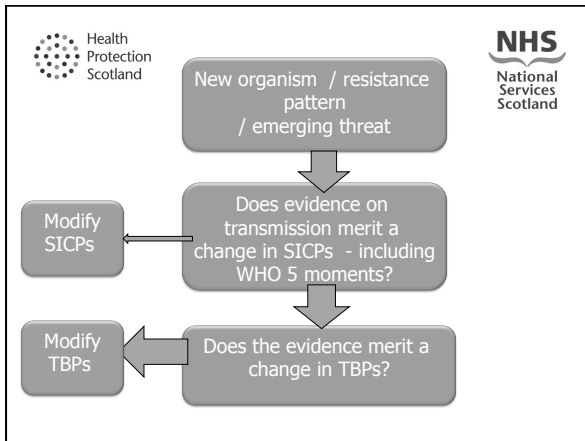 Health
Protection
Scotland
NHS
National
Services
Scotland
New organism / resistance
pattern
/ emerging threat
Does evidence on
transmission merit a
change in SICPs - including
WHO 5 moments?
Modify
SICPs
Does the evidence merit a
change in TBPs?
Modify
TBPs